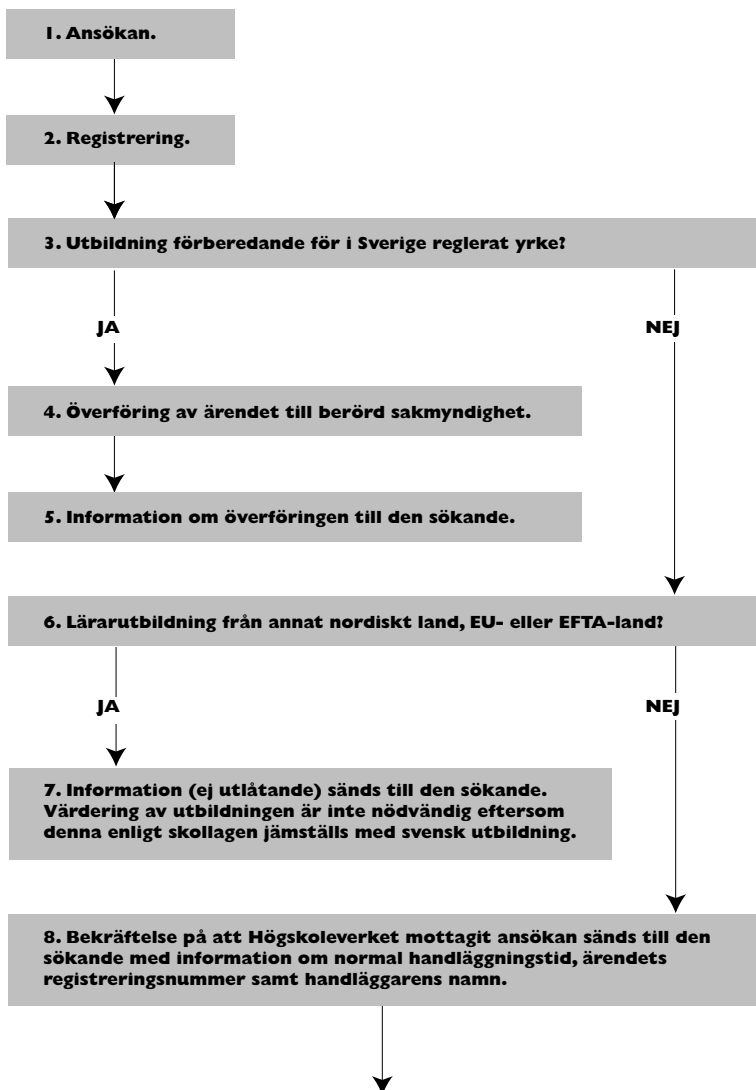 1. Ansökan.
2. Registrering.
3. Utbildning förberedande för i Sverige reglerat yrke?
JA
NEJ
4. Överföring av ärendet till berörd sakmyndighet.
5. Information om överföringen till den sökande.
6. Lärarutbildning från annat nordiskt land, EU- eller EFTA-land?
JA
NEJ
7. Information (ej utlåtande) sänds till den sökande.
Värdering av utbildningen är inte nödvändig eftersom
denna enligt skollagen jämställs med svensk utbildning.
8. Bekräftelse på att Högskoleverket mottagit ansökan sänds till den
sökande med information om normal handläggningstid, ärendets
registreringsnummer samt handläggarens namn.